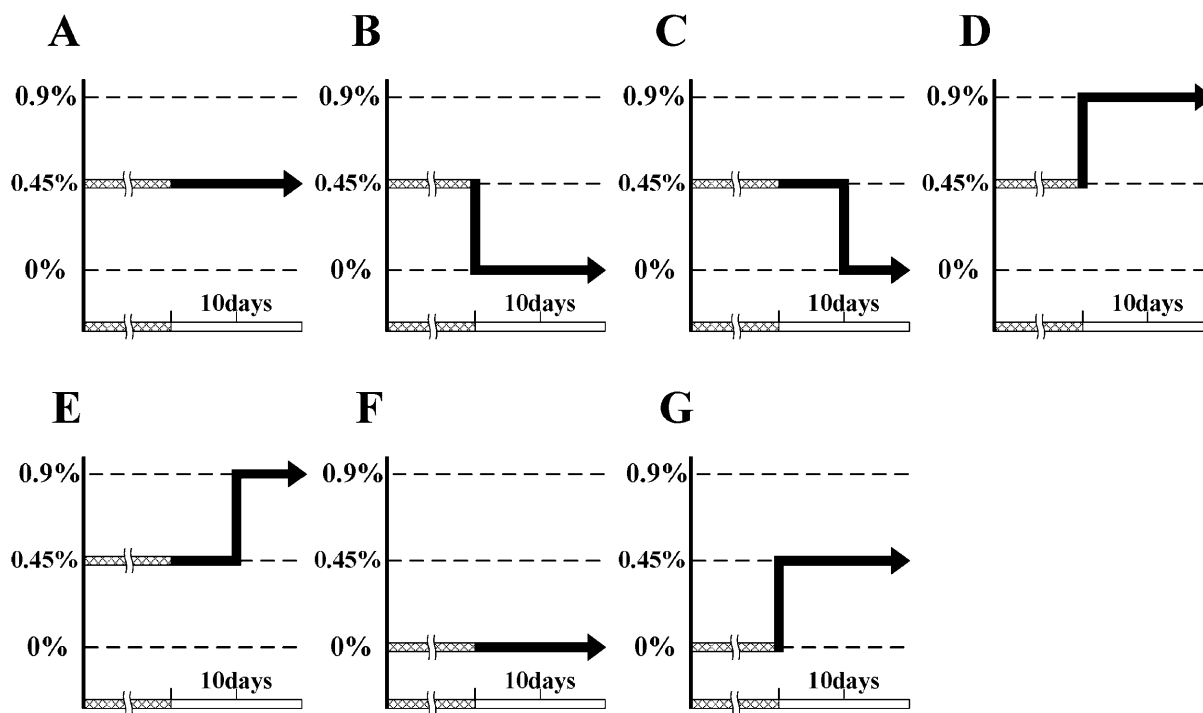 A B C D
0.9% 0.9% 0.9% 0.9%
0.45% 0.45% 0.45% 0.45%
0% 0% 0% 0%
10days 10days 10days 10days
E F G
0.9% 0.9% 0.9%
0.45% 0.45% 0.45%
0% 0% 0%
10days 10days 10days